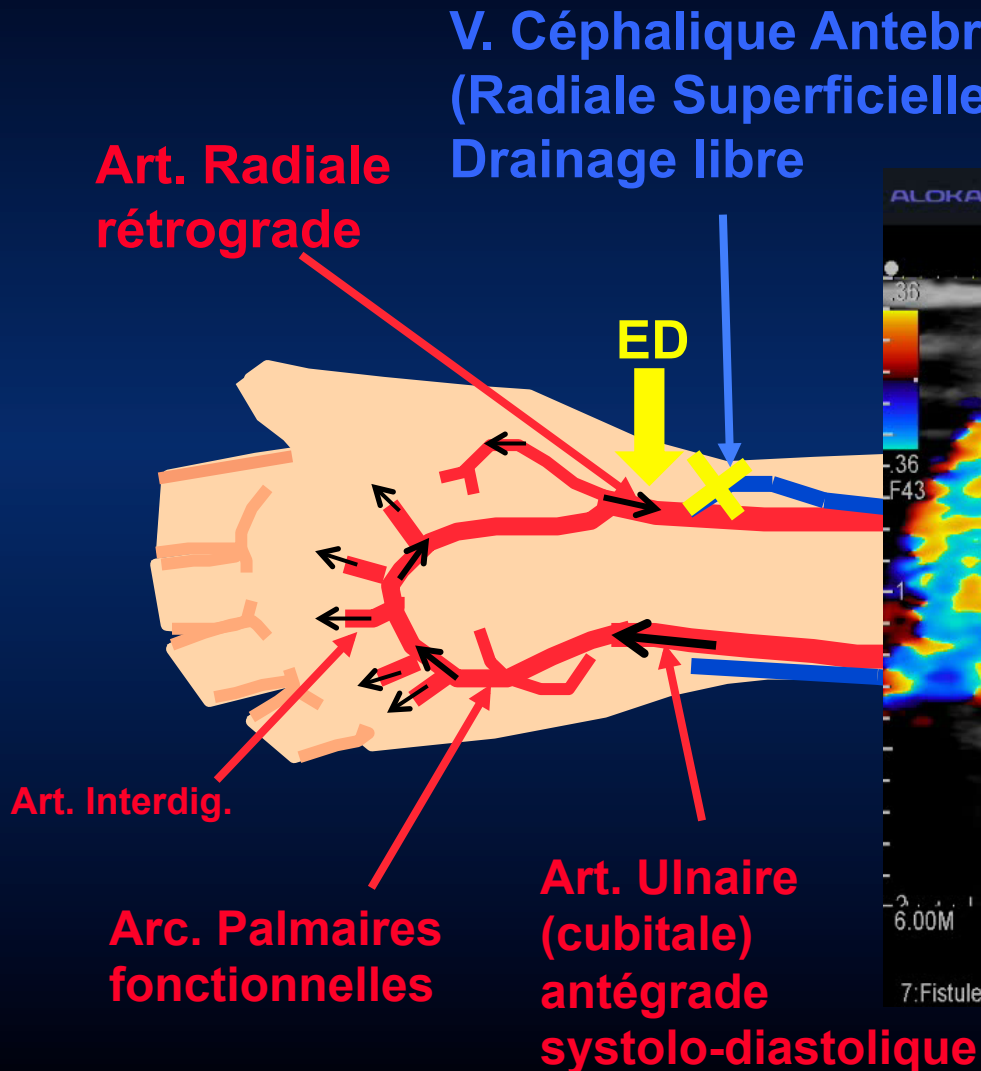 V. Céphalique Antebr
(Radiale Superficielle
Drainage libre
Art. Radiale
rétrograde
ED
ALOKA
.36
.36
F43
1
6.00M
7:Fistule
Art. Interdig.
Arc. Palmaires
fonctionnelles
Art. Ulnaire
(cubitale)
antégrade
systolo-diastolique